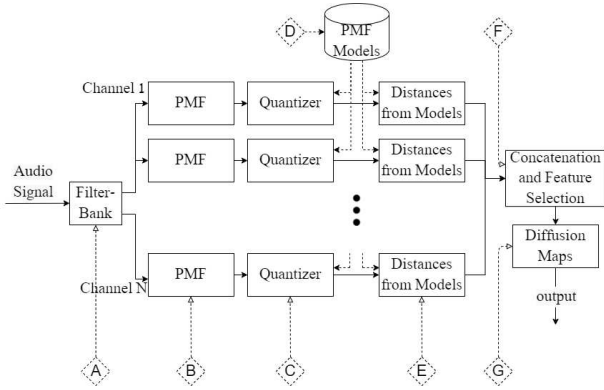 D
PMF
Models
F
Channel 1
PMF
Quantizer
Distances
from Models
PMF
Quantizer
Distances
from Models
Audio
Signal
Filter-
Bank
Concatenation
and Feature
Selection
Channel N
PMF
Quantizer
Distances
from Models
Diffusion
Maps
output
A
B
C
E
G